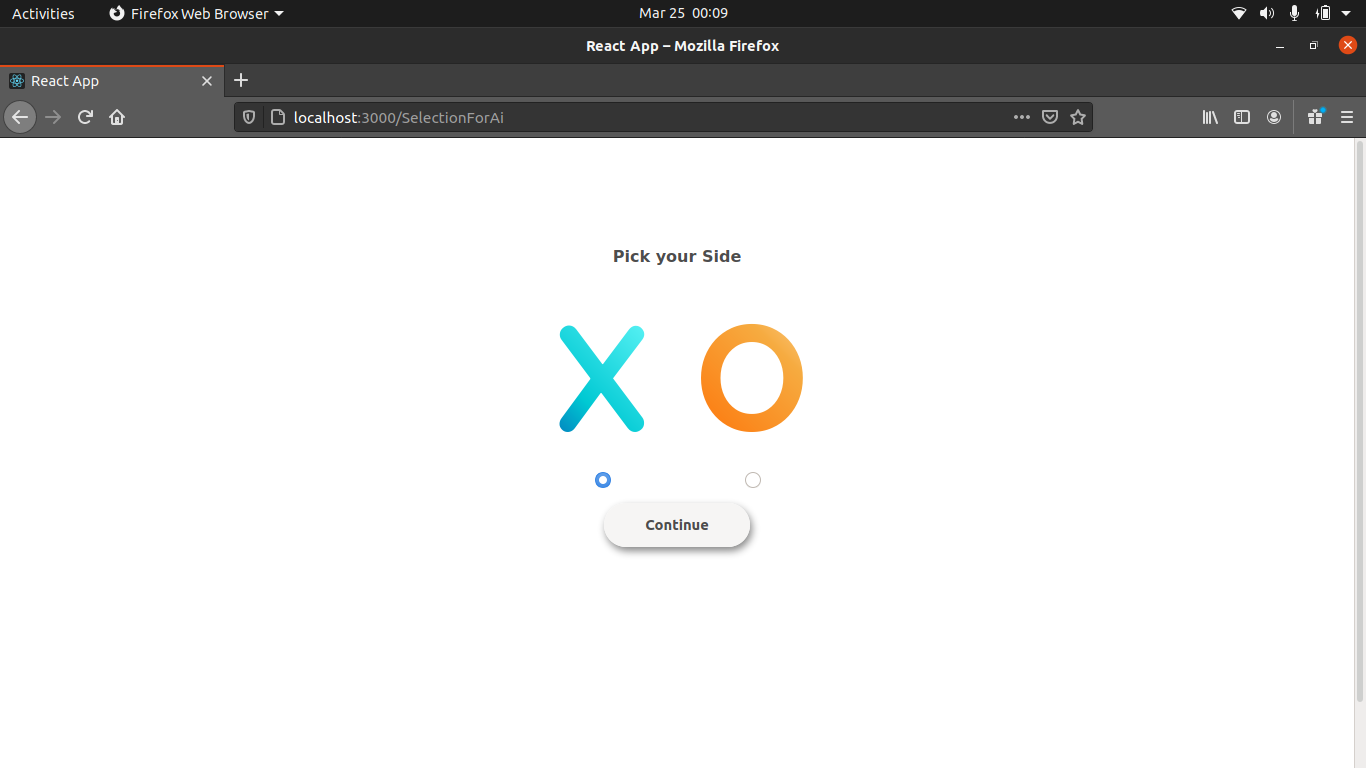 Activities
Firefox Web Browser
Mar 25 00:09
React App – Mozilla Firefox
React App
localhost:3000/SelectionForAi
Pick your Side
X O
Continue